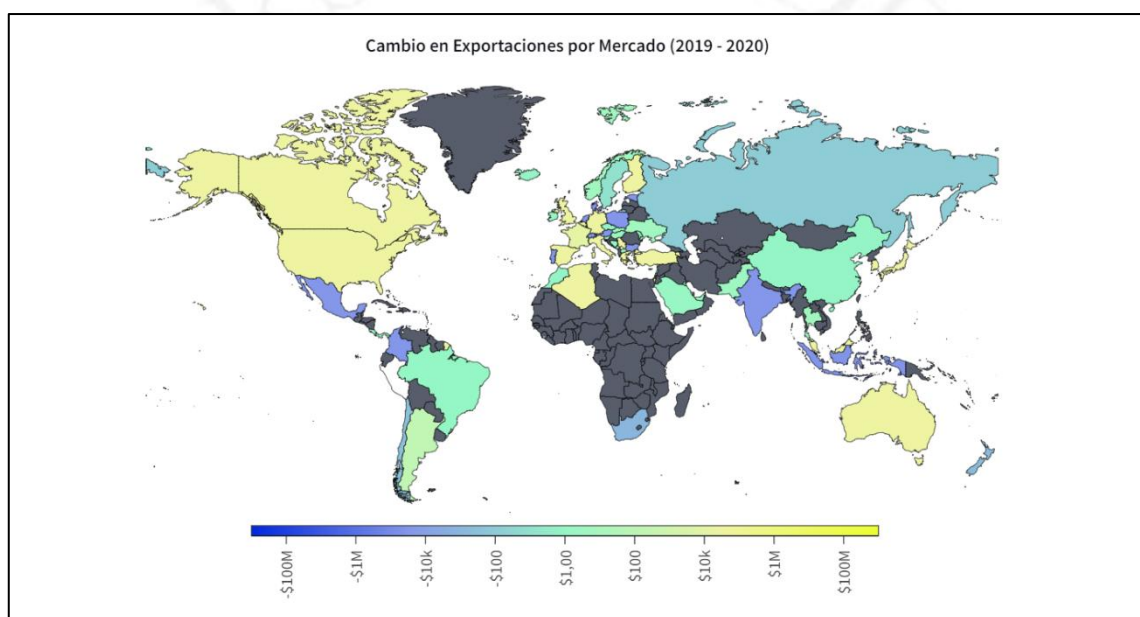 Cambio en Exportaciones por Mercado (2019 - 2020)
-$100M
-$1M
-$10k
-$100
$1,00
$100
$10k
$1M
$100M